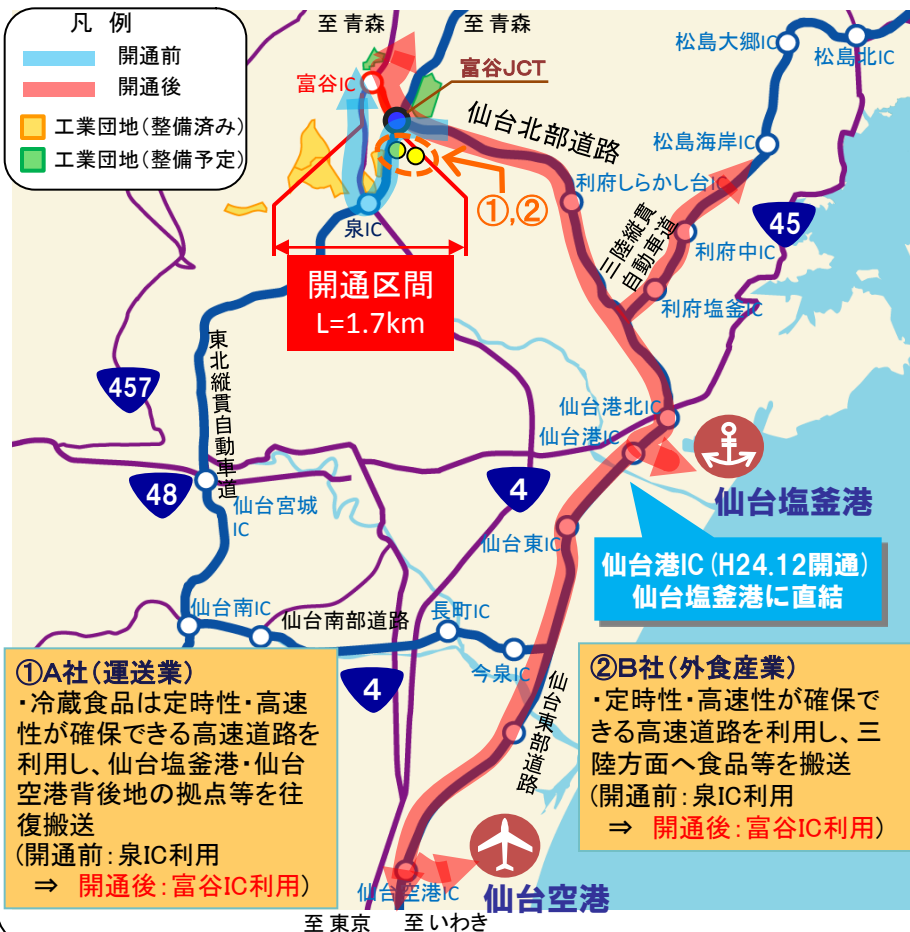 凡 例
開通前
開通後
工業団地(整備済み)
工業団地(整備予定)
至 青森
至 青森
富谷IC
富谷JCT
松島大郷IC
松島北IC
仙台北部道路
松島海岸IC
①,②
利府しらかし台IC
泉IC
三陸縦貫
自動車道
45
利府中IC
開通区間
L=1.7km
利府塩釜IC
東北縦貫自動車道
457
仙台港北IC
仙台港IC
48
4
仙台塩釜港
仙台宮城
IC
仙台東IC
仙台港IC(H24.12開通)
仙台塩釜港に直結
仙台南IC
仙台南部道路
長町IC
今泉IC
4
仙台東部道路
①A社(運送業)
・冷蔵食品は定時性・高速
性が確保できる高速道路を
利用し、仙台塩釜港・仙台
空港背後地の拠点等を往
復搬送
(開通前:泉IC利用
⇒ 開通後:富谷IC利用)
②B社(外食産業)
・定時性・高速性が確保で
きる高速道路を利用し、三
陸方面へ食品等を搬送
(開通前:泉IC利用
⇒ 開通後:富谷IC利用)
仙台空港IC
仙台空港
至 東京
至 いわき